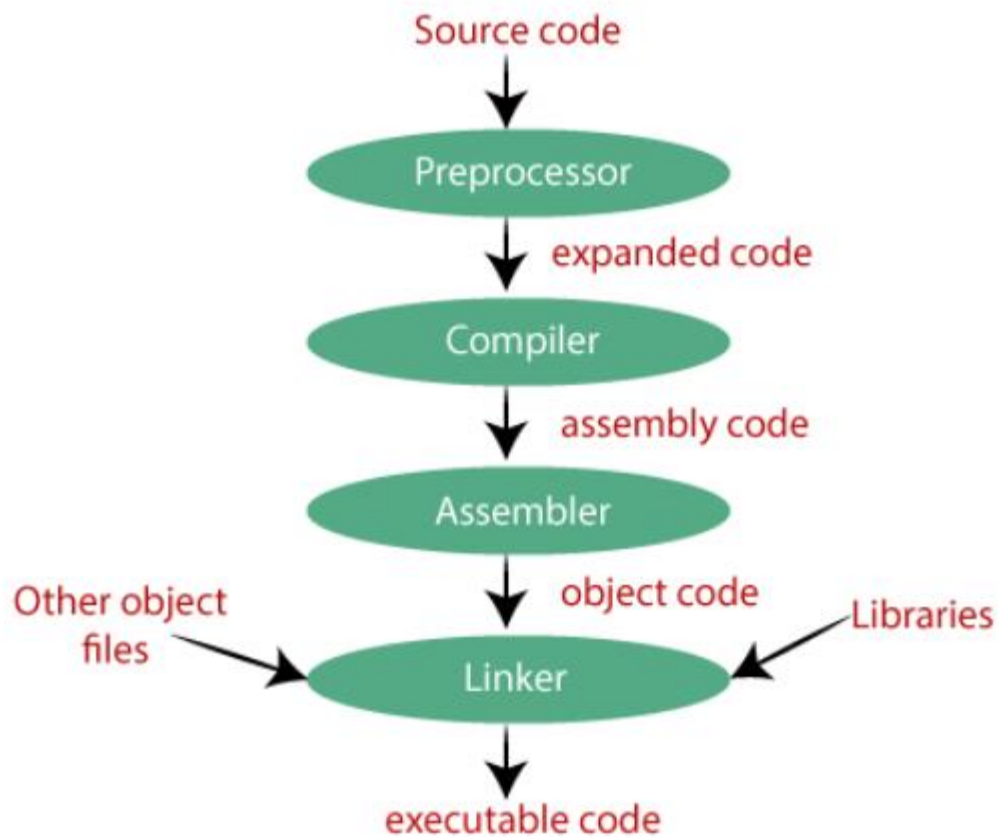 Source code
Preprocessor
expanded code
Compiler
assembly code
Assembler
object code
Other object
files
Libraries
Linker
executable code